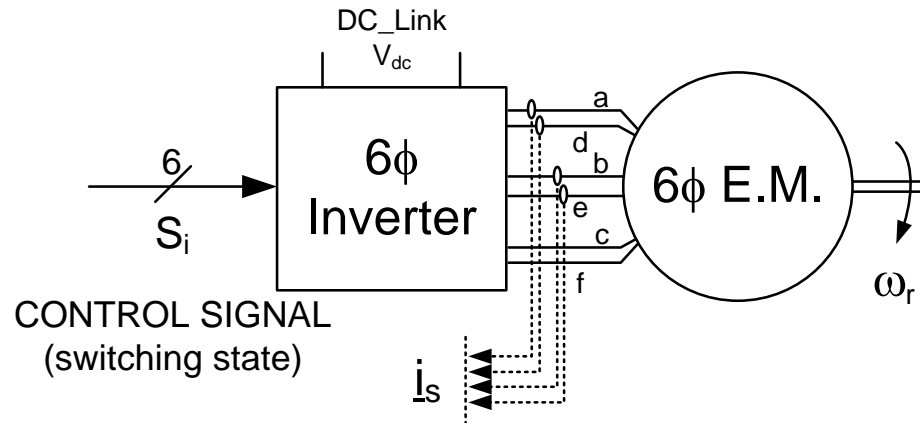 DC_Link
Vdc
6
Si
CONTROL SIGNAL
(switching state)
6ϕ
Inverter
a
d
b
e
c
f
6ϕ E.M.
ωr
is